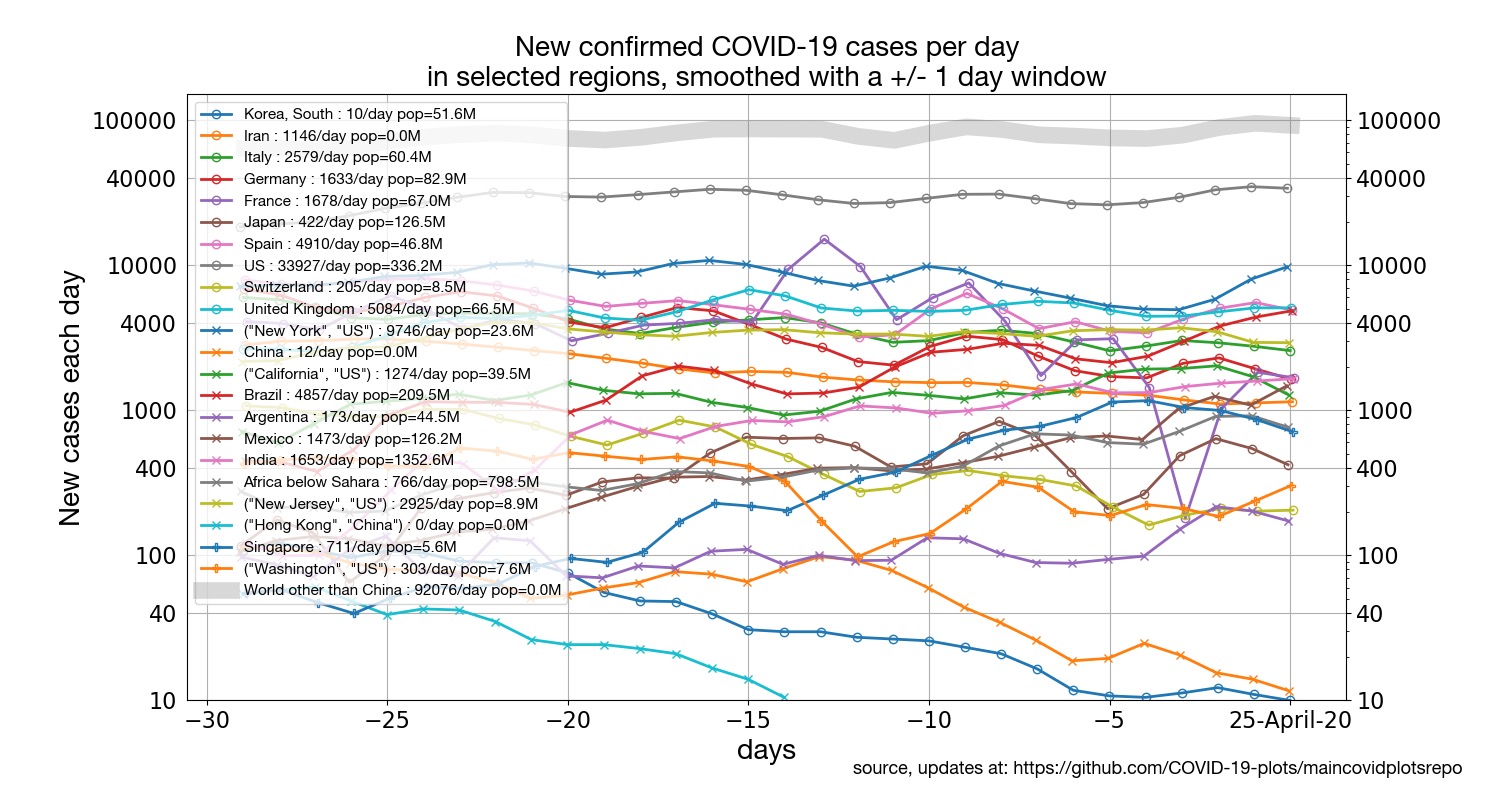 New confirmed COVID-19 cases per day
in selected regions, smoothed with a +/- 1 day window
Korea, South : 10/day pop=51.6M
Iran : 1146/day pop=0.0M
Italy : 2579/day pop=60.4M
Germany : 1633/day pop=82.9M
France : 1678/day pop=67.0M
Japan : 422/day pop=126.5M
Spain : 4910/day pop=46.8M
US : 33927/day pop=336.2M
Switzerland : 205/day pop=8.5M
United Kingdom : 5084/day pop=66.5M
("New York", "US") : 9746/day pop=23.6M
China : 12/day pop=0.0M
("California", "US") : 1274/day pop=39.5M
Brazil : 4857/day pop=209.5M
Argentina : 173/day pop=44.5M
Mexico : 1473/day pop=126.2M
India : 1653/day pop=1352.6M
Africa below Sahara : 766/day pop=798.5M
("New Jersey", "US") : 2925/day pop=8.9M
("Hong Kong", "China") : 0/day pop=0.0M
Singapore : 711/day pop=5.6M
("Washington", "US") : 303/day pop=7.6M
World other than China : 92076/day pop=0.0M
New cases each day
100000
40000
10000
4000
1000
400
100
40
10
100000
40000
10000
4000
1000
400
100
40
10
−30
−25
−20
−15
−10
−5
25-April-20
days
source, updates at: https://github.com/COVID-19-plots/maincovidplotsrepo